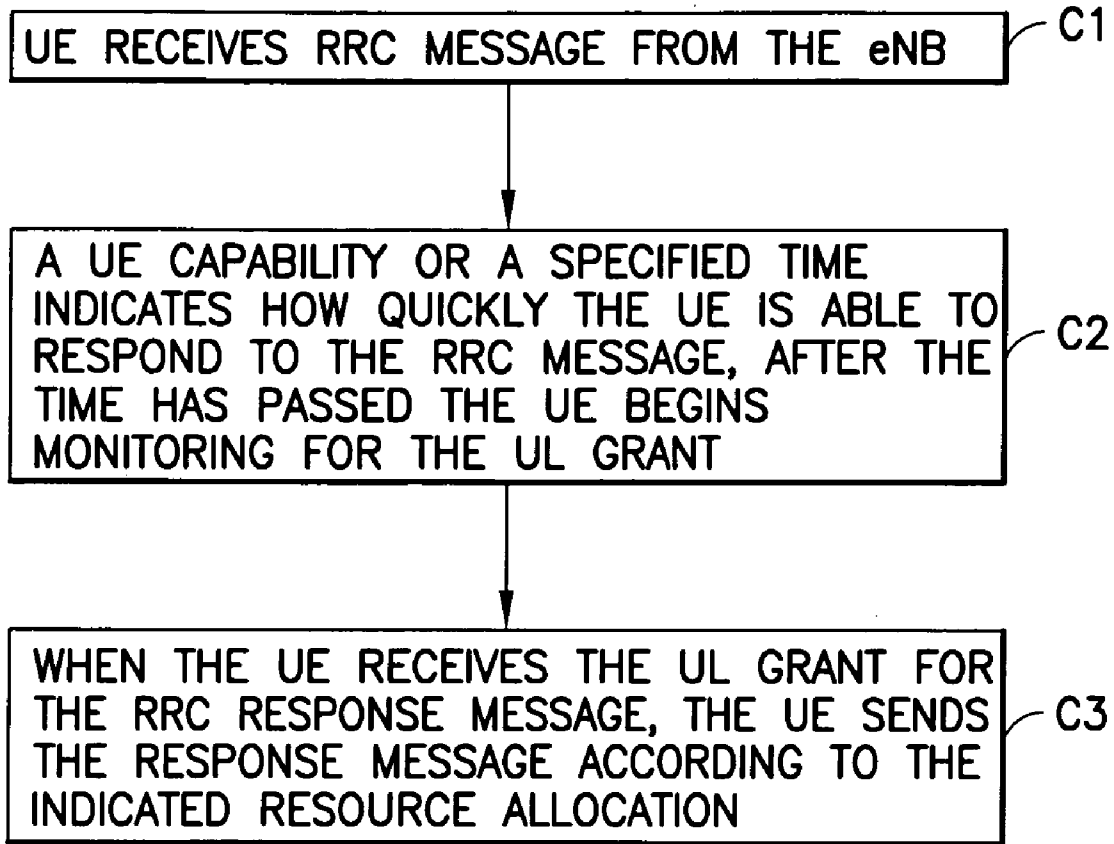 UE RECEIVES RRC MESSAGE FROM THE eNB
C1
A UE CAPABILITY OR A SPECIFIED TIME
INDICATES HOW QUICKLY THE UE IS ABLE TO
RESPOND TO THE RRC MESSAGE, AFTER THE
TIME HAS PASSED THE UE BEGINS
MONITORING FOR THE UL GRANT
C2
WHEN THE UE RECEIVES THE UL GRANT FOR
THE RRC RESPONSE MESSAGE, THE UE SENDS
THE RESPONSE MESSAGE ACCORDING TO THE
INDICATED RESOURCE ALLOCATION
C3